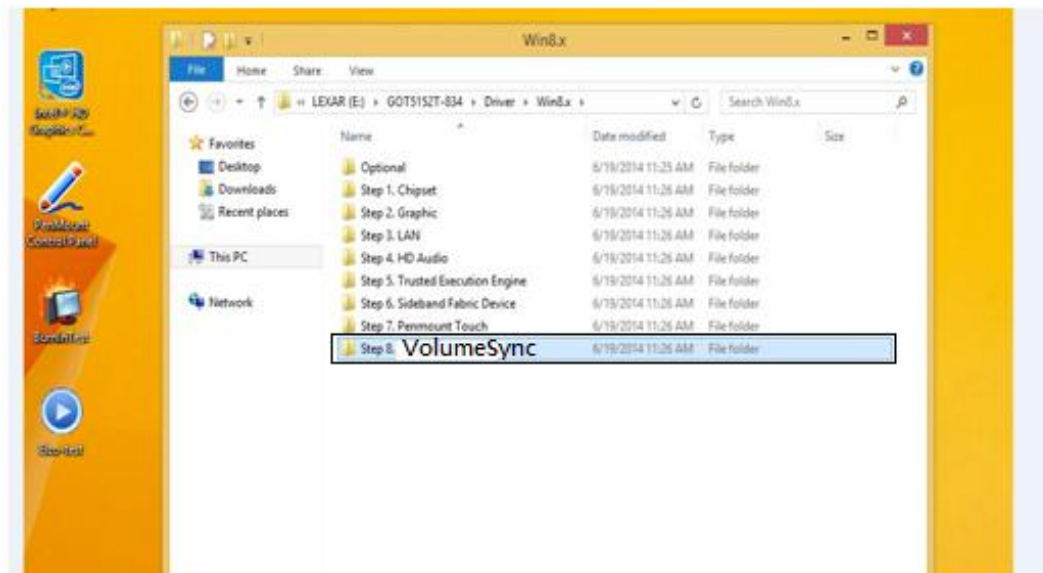 Win8.x
File Home Share View
« LEXAR (E:) › GOT5152T-834 › Driver › Win8.x ›
Search Win8.x
Name Date modified Type Size
Favorites
Desktop
Downloads
Recent places
This PC
Network
Optional 6/19/2014 11:25 AM File folder
Step 1. Chipset 6/19/2014 11:26 AM File folder
Step 2. Graphic 6/19/2014 11:26 AM File folder
Step 3. LAN 6/19/2014 11:26 AM File folder
Step 4. HD Audio 6/19/2014 11:26 AM File folder
Step 5. Trusted Execution Engine 6/19/2014 11:26 AM File folder
Step 6. Sideband Fabric Device 6/19/2014 11:26 AM File folder
Step 7. Penmount Touch 6/19/2014 11:26 AM File folder
Step 8. VolumeSync 6/19/2014 11:26 AM File folder
Intel® HD
Graphics C...
PenMount
Control Panel
BurnInTest